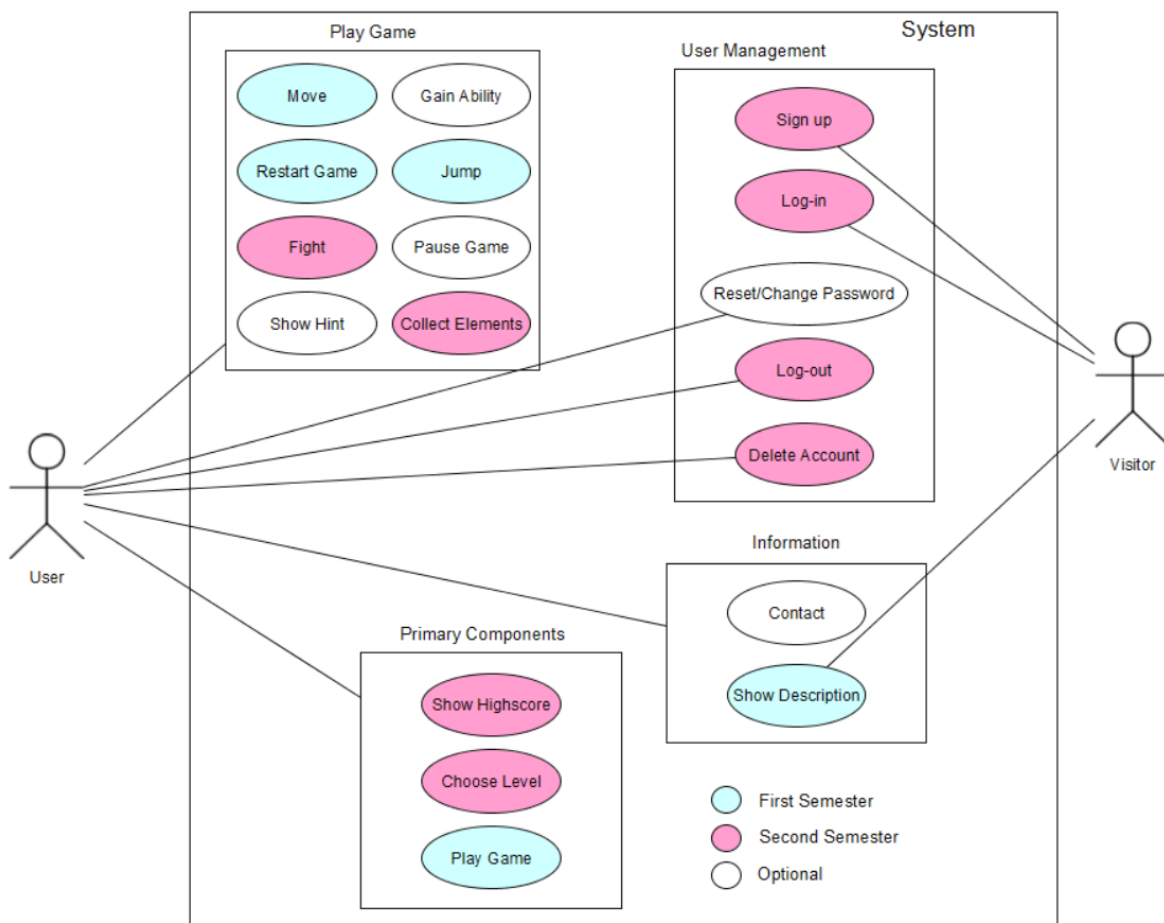 System
Play Game
Move
Gain Ability
Restart Game
Jump
Fight
Pause Game
Show Hint
Collect Elements
User Management
Sign up
Log-in
Reset/Change Password
Log-out
Delete Account
User
Visitor
Information
Contact
Show Description
Primary Components
Show Highscore
Choose Level
Play Game
First Semester
Second Semester
Optional